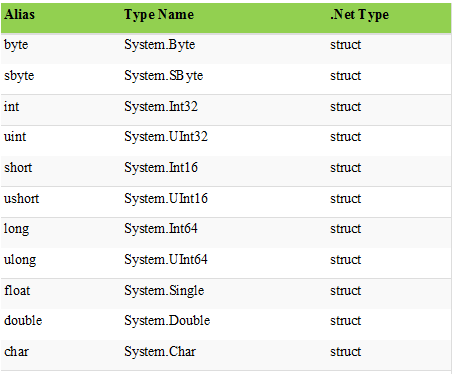 Alias Type Name .Net Type
byte System.Byte struct
sbyte System.SByte struct
int System.Int32 struct
uint System.UInt32 struct
short System.Int16 struct
ushort System.UInt16 struct
long System.Int64 struct
ulong System.UInt64 struct
float System.Single struct
double System.Double struct
char System.Char struct